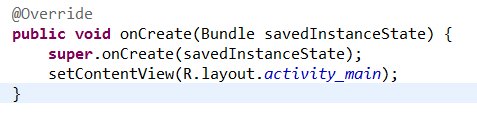 @Override
public void onCreate(Bundle savedInstanceState) {
    super.onCreate(savedInstanceState);
    setContentView(R.layout.activity_main);
}